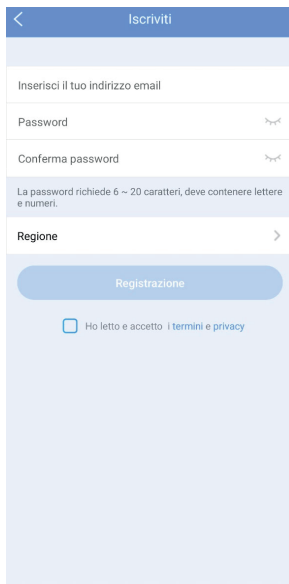 Iscriviti
Inserisci il tuo indirizzo email
Password
Conferma password
La password richiede 6 ~ 20 caratteri, deve contenere lettere
e numeri.
Regione
Registrazione
Ho letto e accetto i termini e privacy